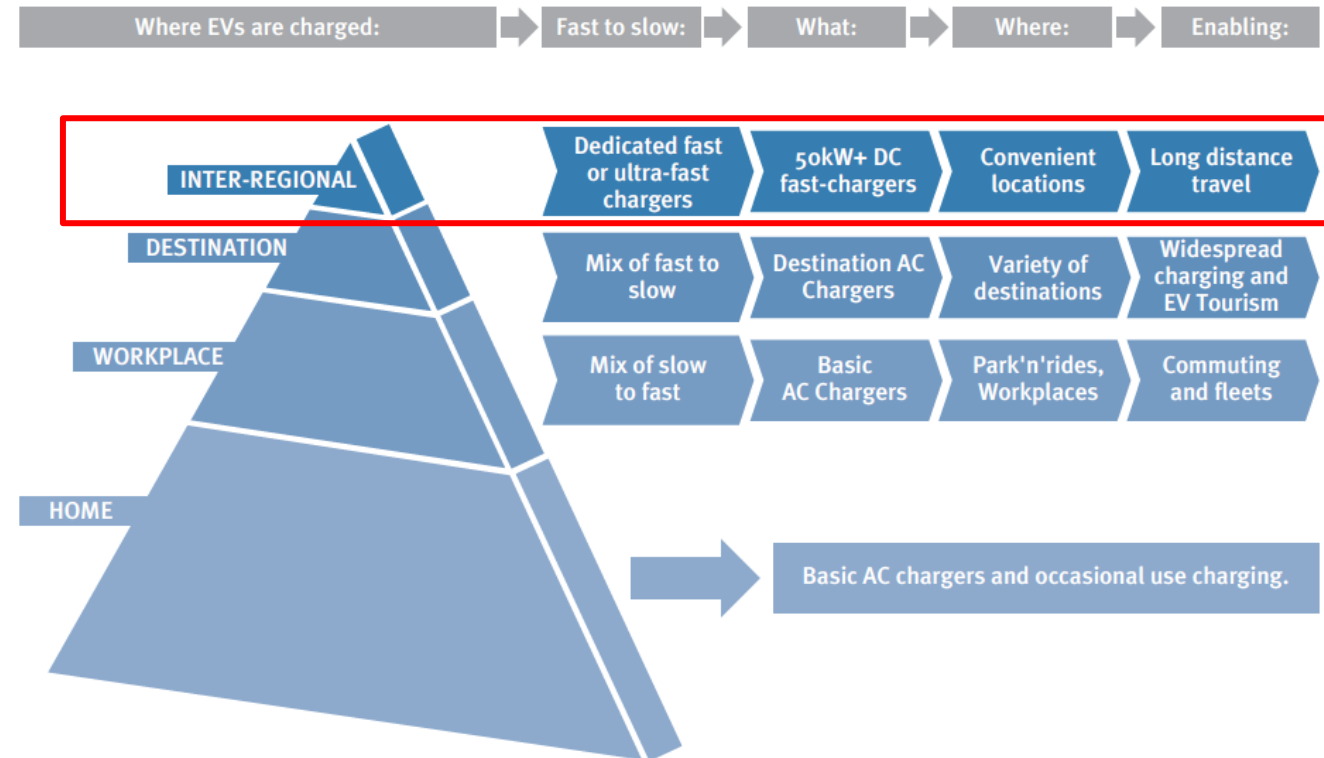 Where EVs are charged:
Fast to slow:
What:
Where:
Enabling:
INTER-REGIONAL
Dedicated fast
or ultra-fast
chargers
50kW+ DC
fast-chargers
Convenient
locations
Long distance
travel
DESTINATION
Mix of fast to
slow
Destination AC
Chargers
Variety of
destinations
Widespread
charging and
EV Tourism
WORKPLACE
Mix of slow
to fast
Basic
AC Chargers
Park'n'rides,
Workplaces
Commuting
and fleets
HOME
Basic AC chargers and occasional use charging.